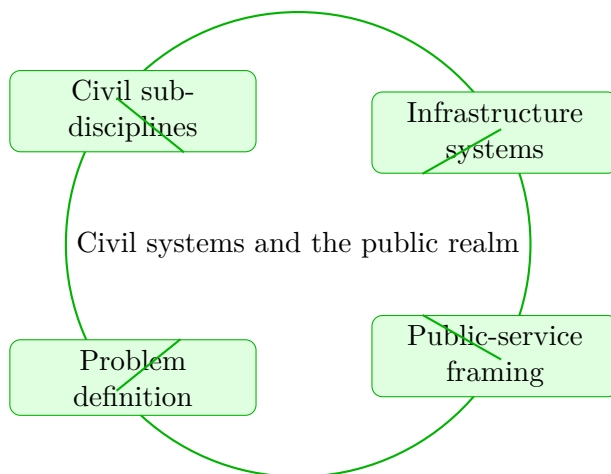 Civil sub-
disciplines
Infrastructure
systems
Civil systems and the public realm
Problem
definition
Public-service
framing